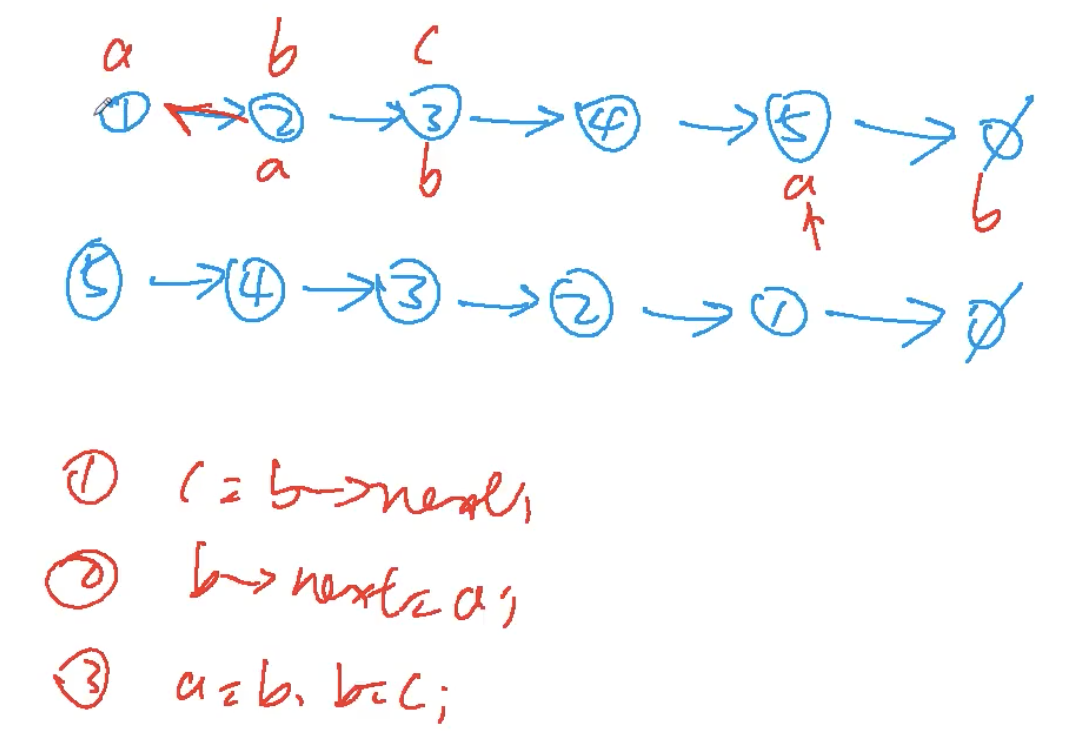 a b c
① → ② → ③ → ④ → ⑤ → ∅
a b a b
⑤ → ④ → ③ → ② → ① → ∅
① c = b->next;
② b->next = a;
③ a = b, b = c;